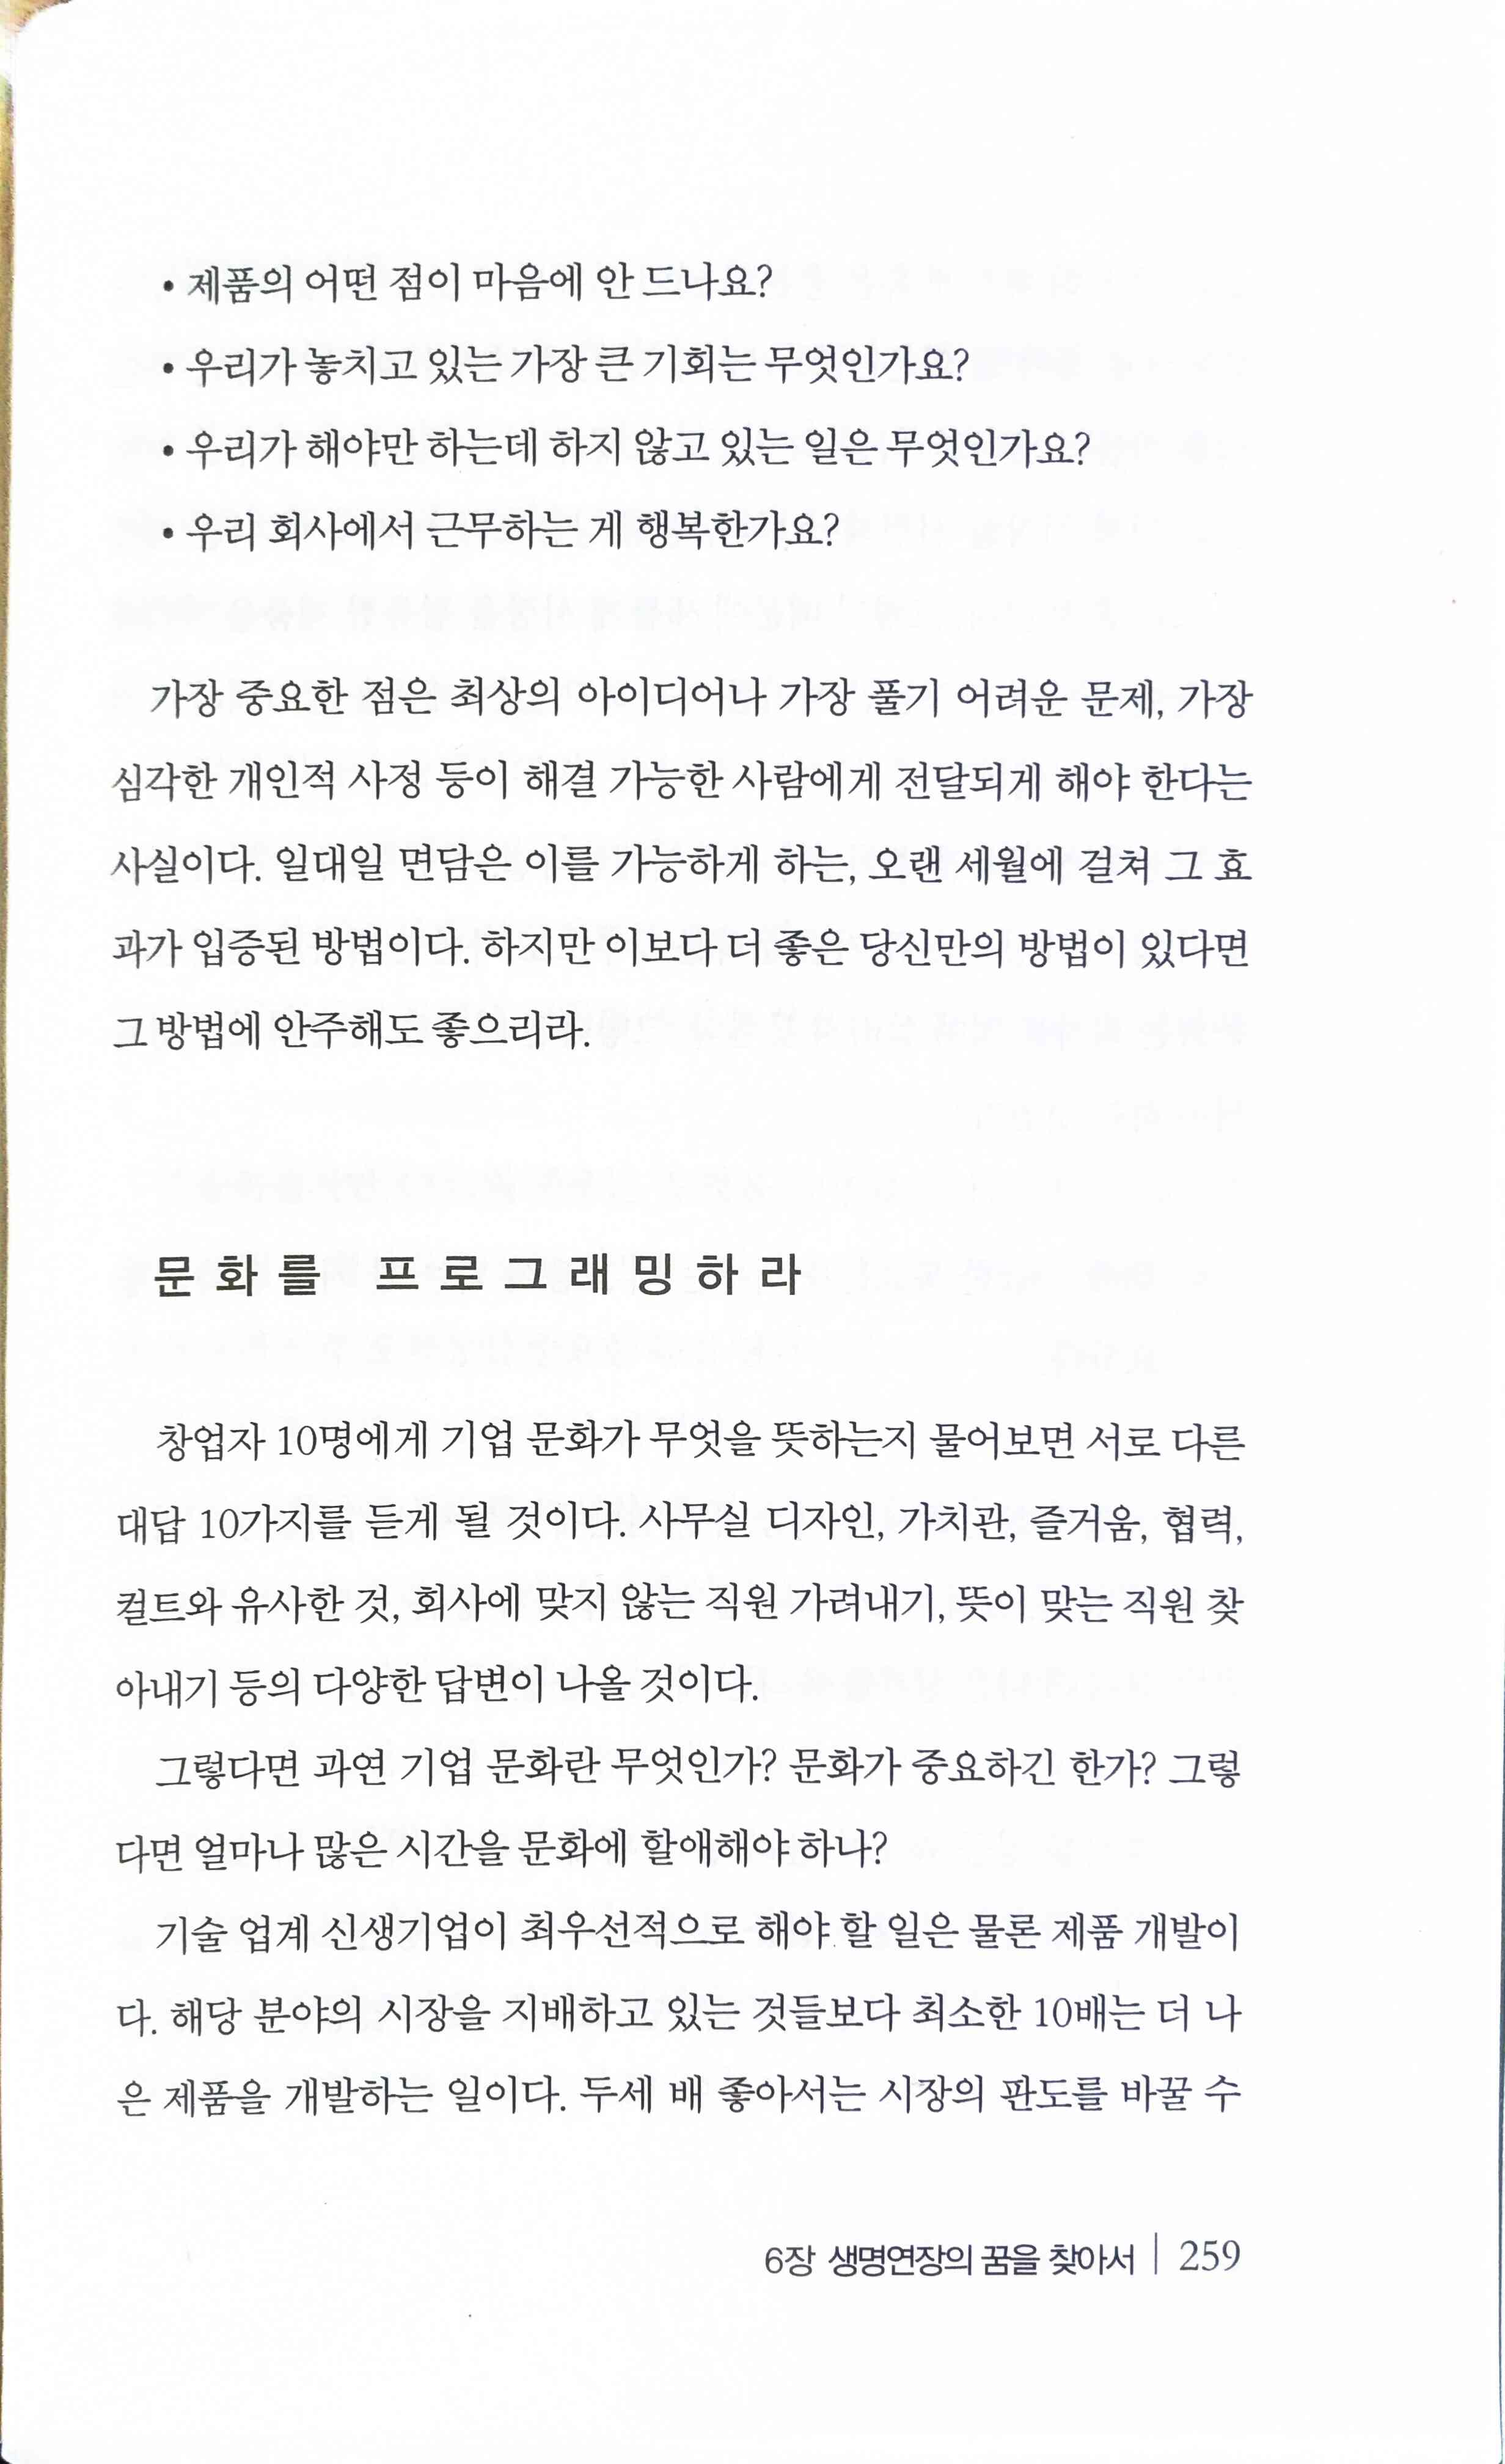 • 제품의 어떤 점이 마음에 안 드나요?
• 우리가 놓치고 있는 가장 큰 기회는 무엇인가요?
• 우리가 해야만 하는데 하지 않고 있는 일은 무엇인가요?
• 우리 회사에서 근무하는 게 행복한가요?
가장 중요한 점은 최상의 아이디어나 가장 풀기 어려운 문제, 가장
심각한 개인적 사정 등이 해결 가능한 사람에게 전달되게 해야 한다는
사실이다. 일대일 면담은 이를 가능하게 하는, 오랜 세월에 걸쳐 그 효
과가 입증된 방법이다. 하지만 이보다 더 좋은 당신만의 방법이 있다면
그 방법에 안주해도 좋으리라.
문화를 프로그래밍하라
창업자 10명에게 기업 문화가 무엇을 뜻하는지 물어보면 서로 다른
대답 10가지를 듣게 될 것이다. 사무실 디자인, 가치관, 즐거움, 협력,
컬트와 유사한 것, 회사에 맞지 않는 직원 가려내기, 뜻이 맞는 직원 찾
아내기 등의 다양한 답변이 나올 것이다.
그렇다면 과연 기업 문화란 무엇인가? 문화가 중요하긴 한가? 그렇
다면 얼마나 많은 시간을 문화에 할애해야 하나?
기술 업계 신생기업이 최우선적으로 해야 할 일은 물론 제품 개발이
다. 해당 분야의 시장을 지배하고 있는 것들보다 최소한 10배는 더 나
은 제품을 개발하는 일이다. 두세 배 좋아서는 시장의 판도를 바꿀 수
6장 생명연장의 꿈을 찾아서 | 259